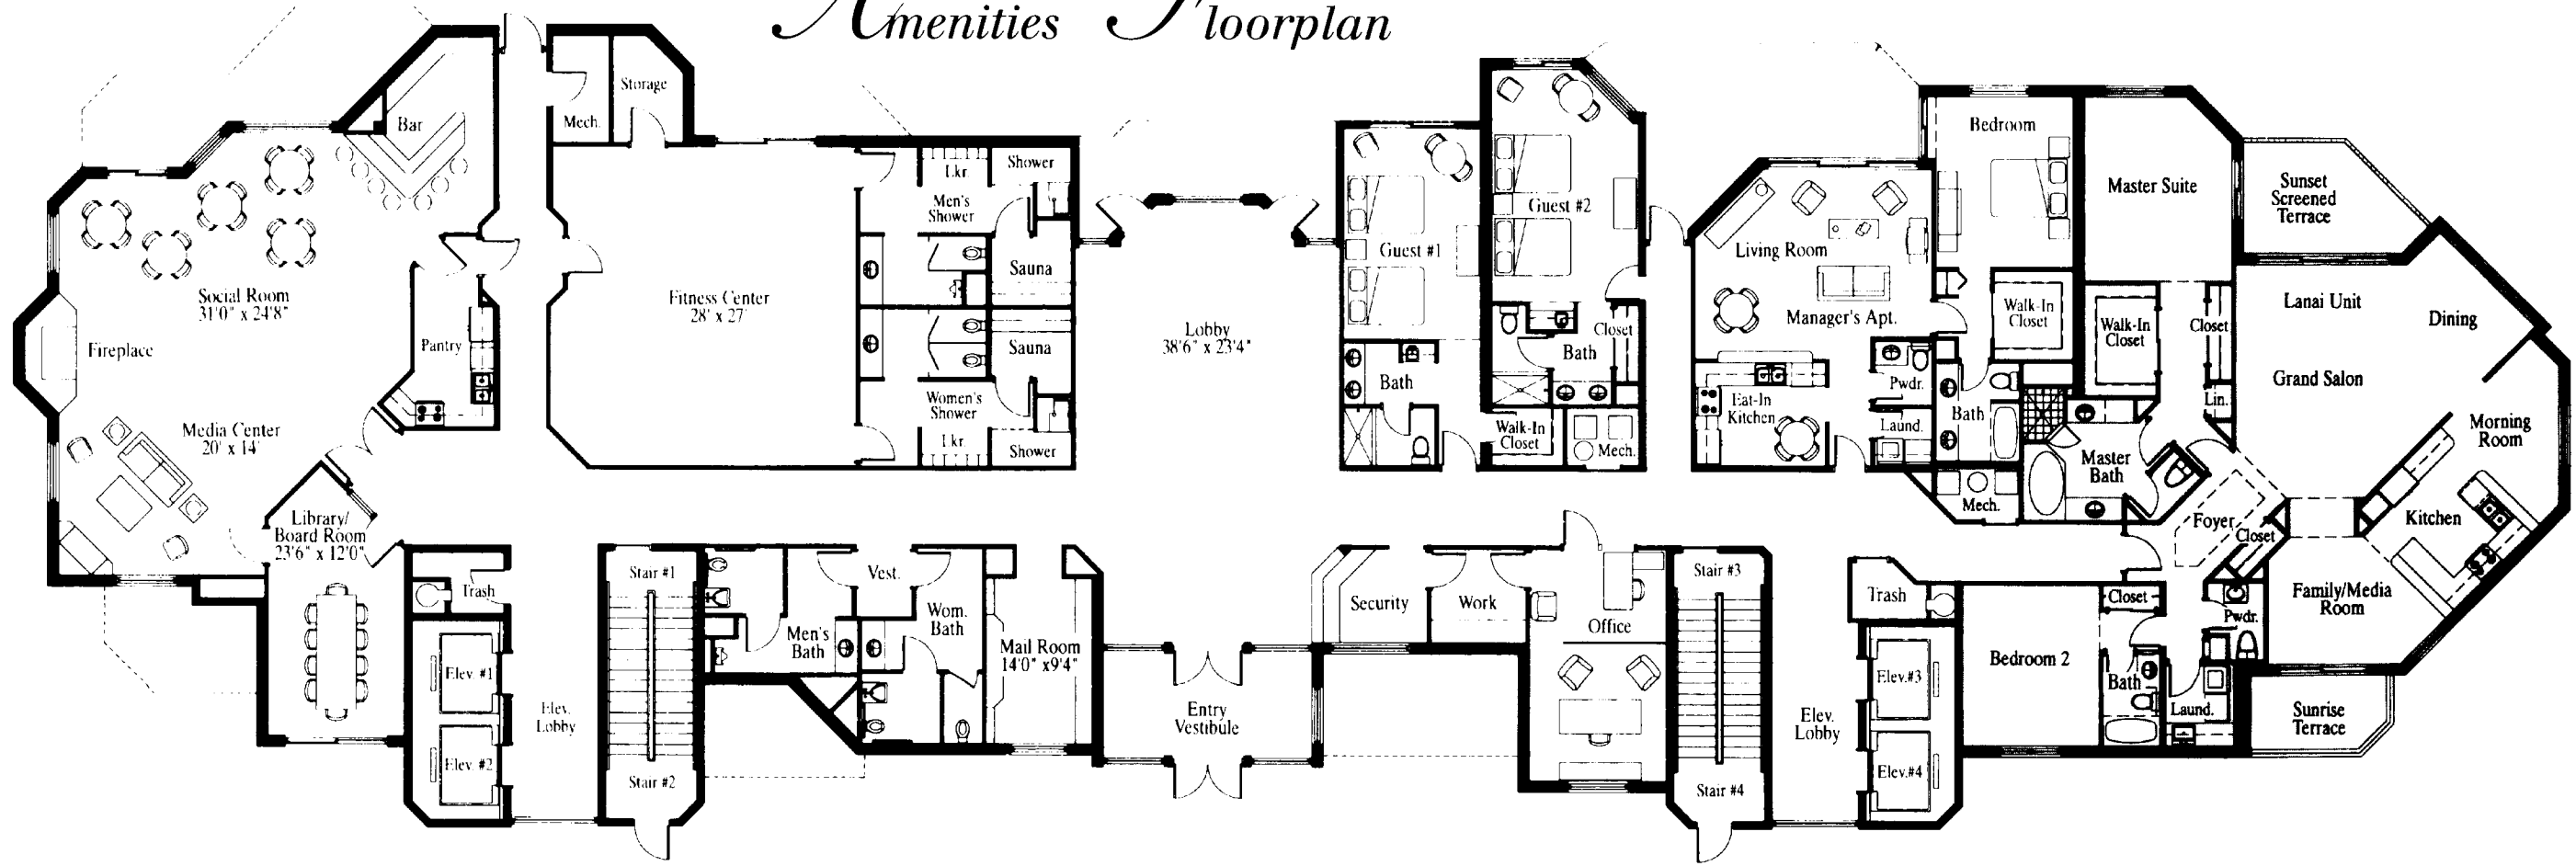 Amenities Floorplan
Storage
Mech.
Bar
Social Room
31'0" x 24'8"
Fireplace
Pantry
Media Center
20' x 14'
Library/
Board Room
23'6" x 12'0"
Trash
Elev. #1
Elev. #2
Elev.
Lobby
Stair #1
Stair #2
Fitness Center
28' x 27'
Lkr.
Men's
Shower
Shower
Sauna
Sauna
Women's
Shower
Lkr.
Shower
Vest.
Men's
Bath
Wom.
Bath
Mail Room
14'0" x9'4"
Lobby
38'6" x 23'4"
Entry
Vestibule
Guest #1
Bath
Guest #2
Closet
Bath
Walk-In
Closet
Mech.
Security
Work
Office
Stair #3
Stair #4
Elev.
Lobby
Trash
Elev.#3
Elev.#4
Living Room
Manager's Apt.
Eat-In
Kitchen
Pwdr.
Laund.
Bedroom
Walk-In
Closet
Bath
Mech.
Master Suite
Walk-In
Closet
Closet
Lin.
Master
Bath
Sunset
Screened
Terrace
Lanai Unit
Dining
Grand Salon
Morning
Room
Kitchen
Foyer
Closet
Family/Media
Room
Closet
Pwdr.
Bedroom 2
Bath
Laund.
Sunrise
Terrace